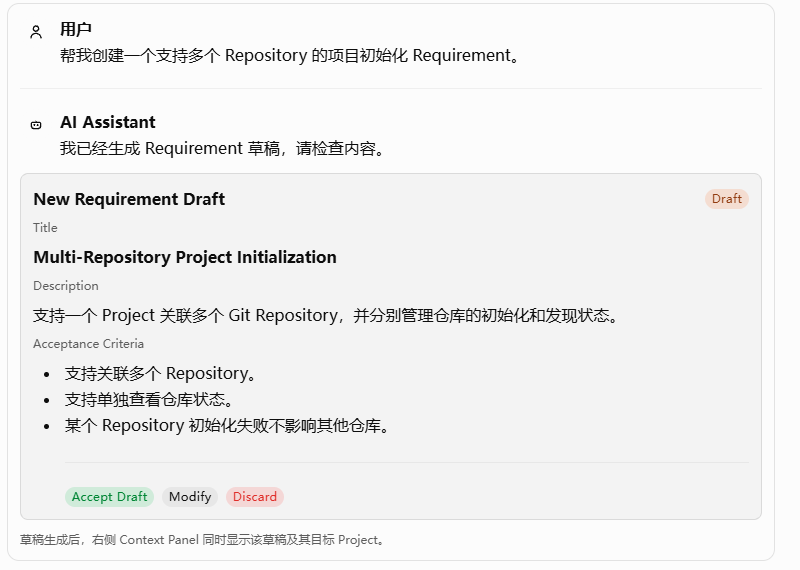 用户
帮我创建一个支持多个 Repository 的项目初始化 Requirement。
AI Assistant
我已经生成 Requirement 草稿，请检查内容。
New Requirement Draft
Draft
Title
Multi-Repository Project Initialization
Description
支持一个 Project 关联多个 Git Repository，并分别管理仓库的初始化和发现状态。
Acceptance Criteria
• 支持关联多个 Repository。
• 支持单独查看仓库状态。
• 某个 Repository 初始化失败不影响其他仓库。
Accept Draft Modify Discard
草稿生成后，右侧 Context Panel 同时显示该草稿及其目标 Project。